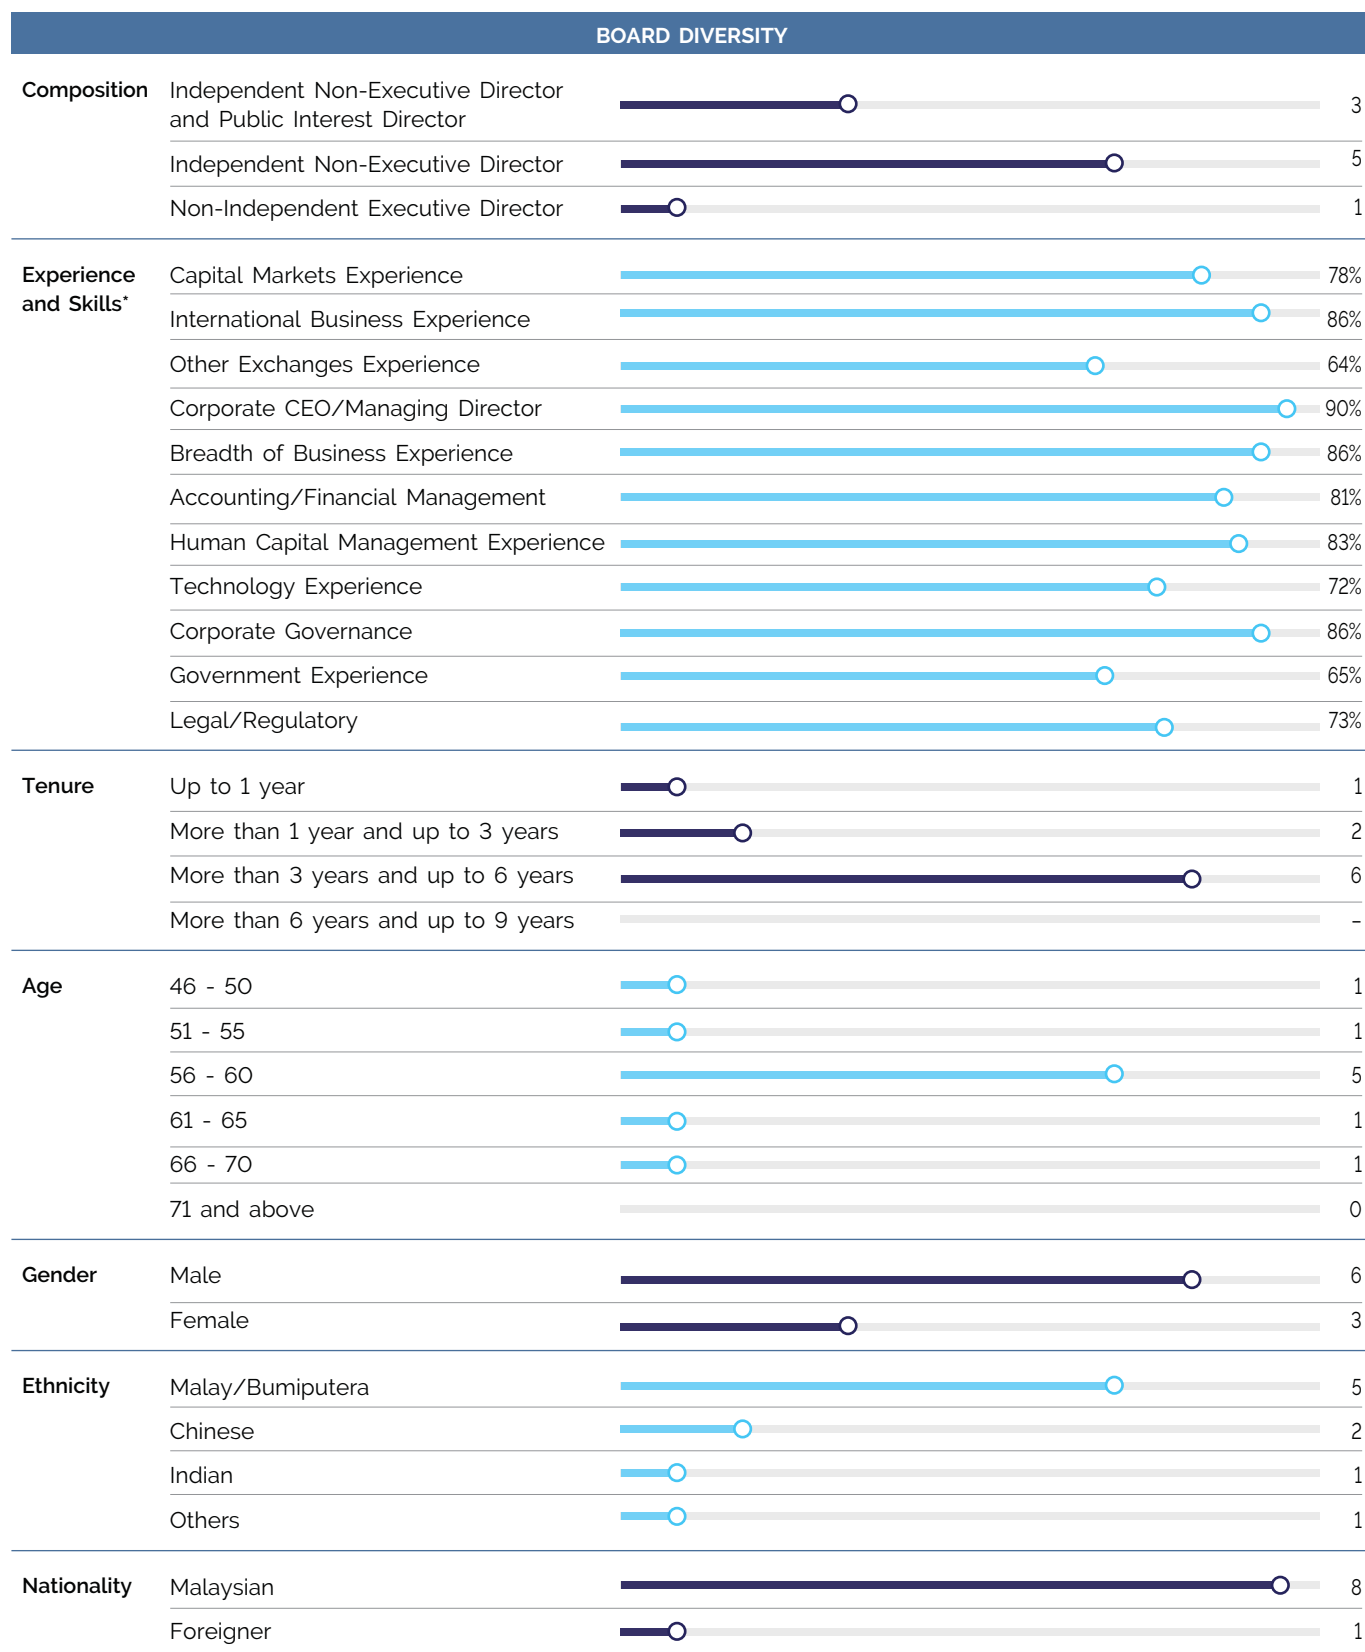 BOARD DIVERSITY
Composition
Independent Non-Executive Director
and Public Interest Director
3
Independent Non-Executive Director
5
Non-Independent Executive Director
1
Experience
and Skills*
Capital Markets Experience
78%
International Business Experience
86%
Other Exchanges Experience
64%
Corporate CEO/Managing Director
90%
Breadth of Business Experience
86%
Accounting/Financial Management
81%
Human Capital Management Experience
83%
Technology Experience
72%
Corporate Governance
86%
Government Experience
65%
Legal/Regulatory
73%
Tenure
Up to 1 year
1
More than 1 year and up to 3 years
2
More than 3 years and up to 6 years
6
More than 6 years and up to 9 years
-
Age
46 - 50
1
51 - 55
1
56 - 60
5
61 - 65
1
66 - 70
1
71 and above
0
Gender
Male
6
Female
3
Ethnicity
Malay/Bumiputera
5
Chinese
2
Indian
1
Others
1
Nationality
Malaysian
8
Foreigner
1